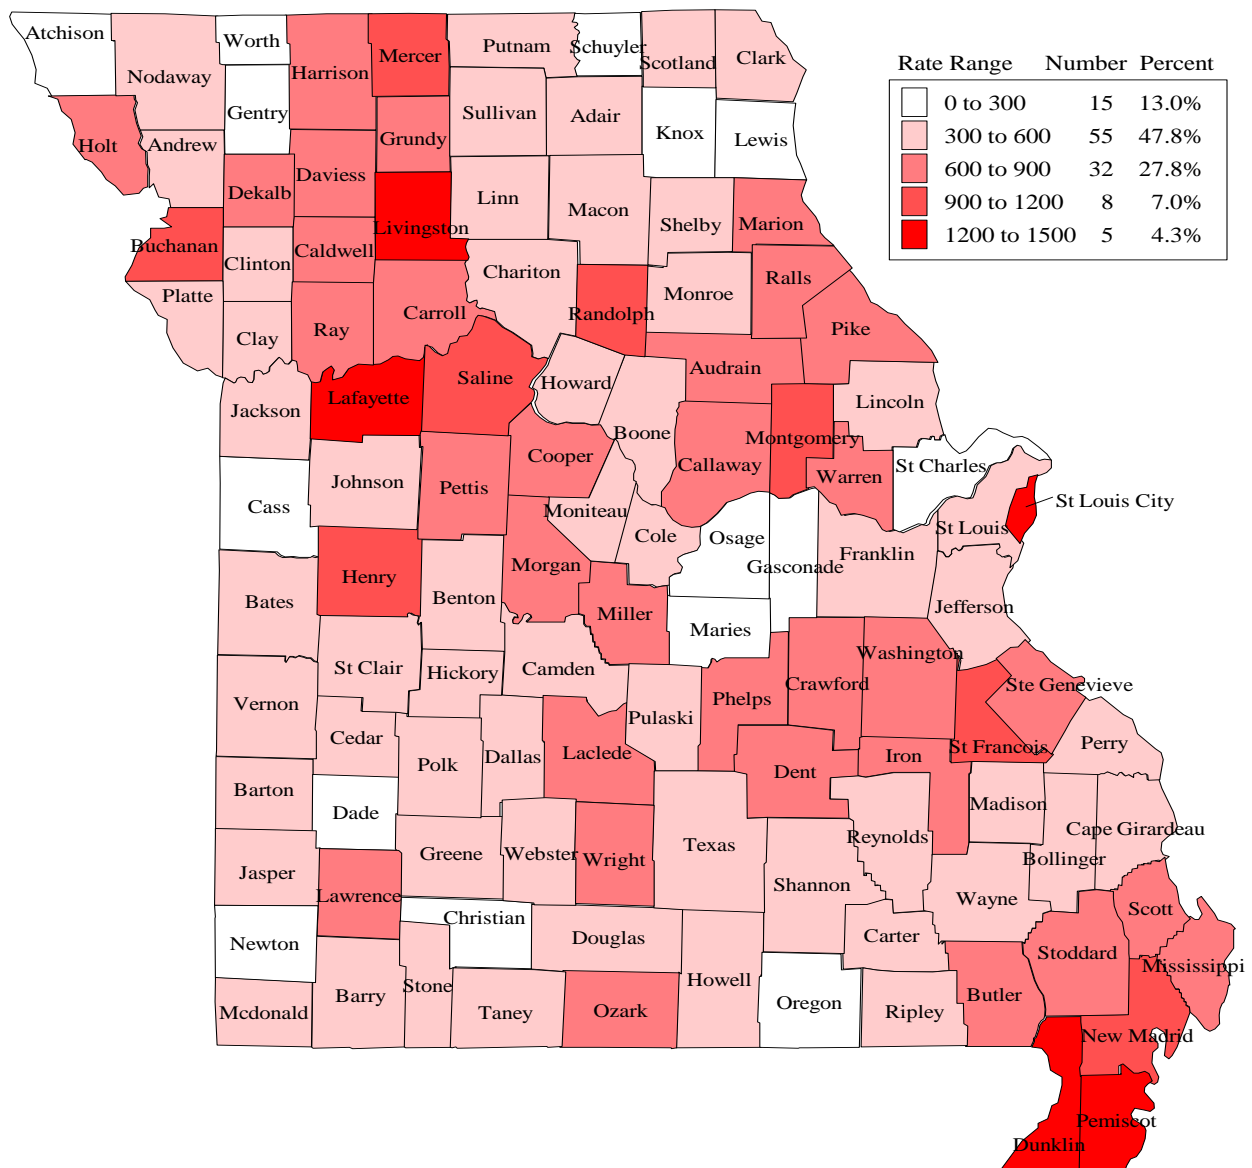 Atchison
Worth
Nodaway
Harrison
Mercer
Putnam
Schuyler
Scotland
Clark
Gentry
Sullivan
Adair
Knox
Lewis
Holt
Andrew
Grundy
Dekalb
Daviess
Livingston
Linn
Macon
Shelby
Marion
Buchanan
Clinton
Caldwell
Chariton
Monroe
Ralls
Platte
Clay
Ray
Carroll
Randolph
Pike
Audrain
Jackson
Lafayette
Saline
Howard
Boone
Lincoln
Callaway
Montgomery
Warren
St Charles
Cass
Johnson
Pettis
Cooper
Moniteau
Cole
Osage
Gasconade
Franklin
St Louis
St Louis City
Bates
Henry
Benton
Morgan
Miller
Maries
Jefferson
Vernon
St Clair
Hickory
Camden
Pulaski
Phelps
Crawford
Washington
Ste Genevieve
St Francois
Perry
Cedar
Polk
Dallas
Laclede
Dent
Iron
Madison
Barton
Dade
Greene
Webster
Wright
Texas
Reynolds
Cape Girardeau
Bollinger
Jasper
Lawrence
Shannon
Wayne
Scott
Newton
Christian
Douglas
Howell
Carter
Stoddard
Mississippi
Mcdonald
Barry
Stone
Taney
Ozark
Oregon
Ripley
Butler
New Madrid
Pemiscot
Dunklin
Rate Range Number Percent
0 to 300 15 13.0%
300 to 600 55 47.8%
600 to 900 32 27.8%
900 to 1200 8 7.0%
1200 to 1500 5 4.3%